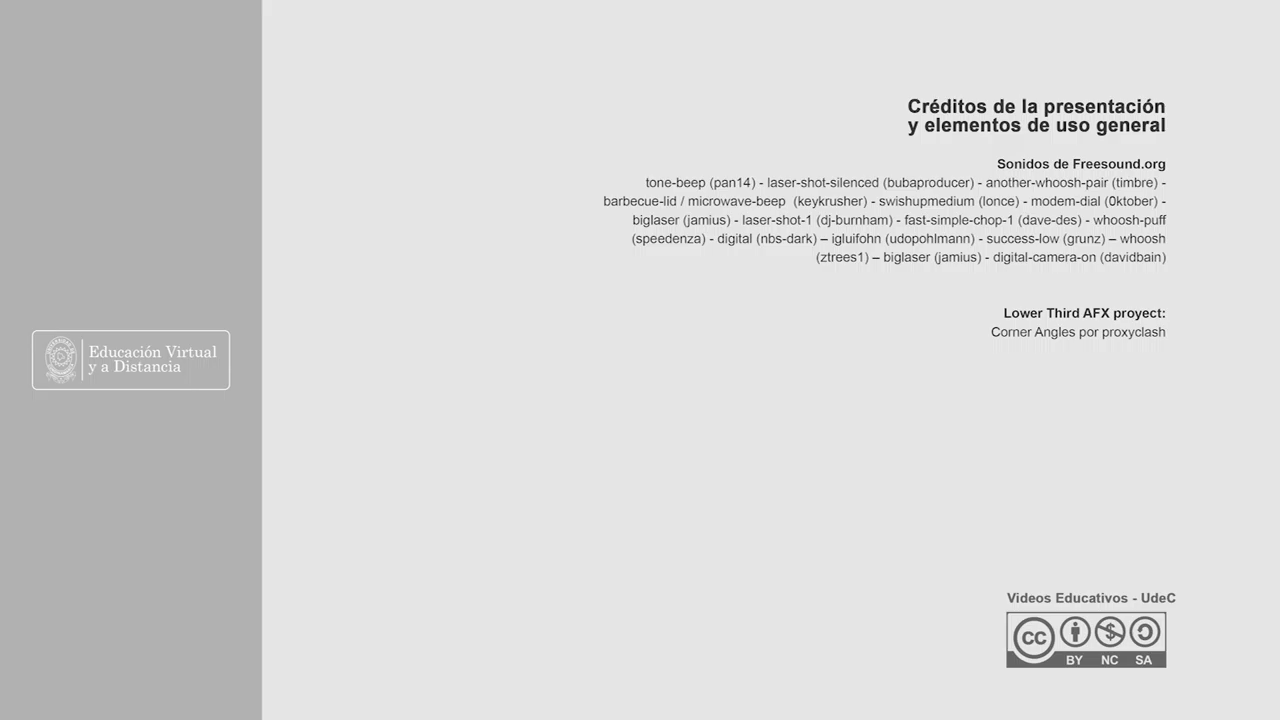 Créditos de la presentación
y elementos de uso general
Sonidos de Freesound.org
tone-beep (pan14) - laser-shot-silenced (bubaproducer) - another-whoosh-pair (timbre) -
barbecue-lid / microwave-beep (keykrusher) - swishupmedium (lonce) - modem-dial (0ktober) -
biglaser (jamius) - laser-shot-1 (dj-burnham) - fast-simple-chop-1 (dave-des) - whoosh-puff
(speedenza) - digital (nbs-dark) – igluifohn (udopohlmann) - success-low (grunz) – whoosh
(ztrees1) – biglaser (jamius) - digital-camera-on (davidbain)
Lower Third AFX proyect:
Corner Angles por proxyclash
Educación Virtual
y a Distancia
Videos Educativos - UdeC
cc
BY NC SA